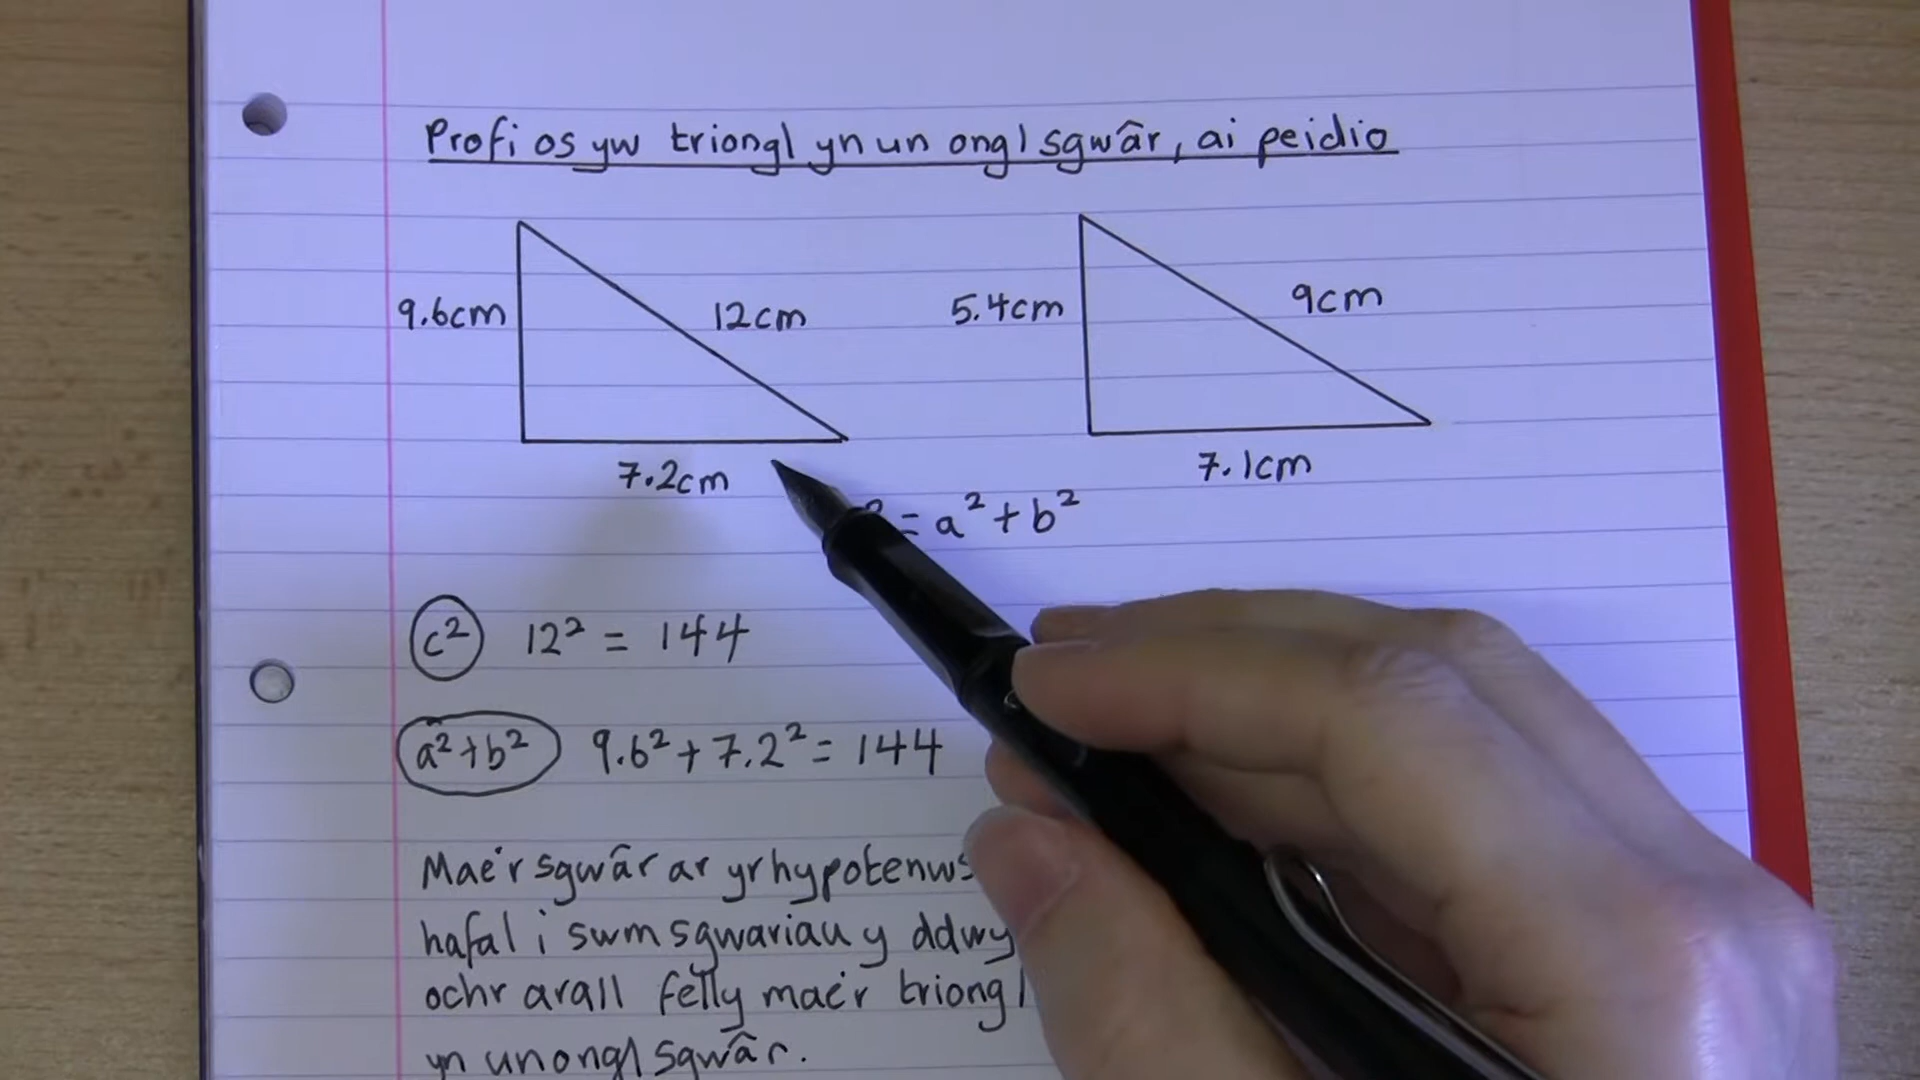 Profi os yw triongl yn un ongl sgwâr, ai peidio
9.6cm 12cm 5.4cm 9cm
7.2cm 7.1cm
² = a² + b²
c² 12² = 144
a²+b² 9.6² + 7.2² = 144
Mae'r sgwâr ar yr hypotenws
hafal i swm sgwariau y ddwy
ochr arall felly mae'r triongl
yn un ongl sgwâr.